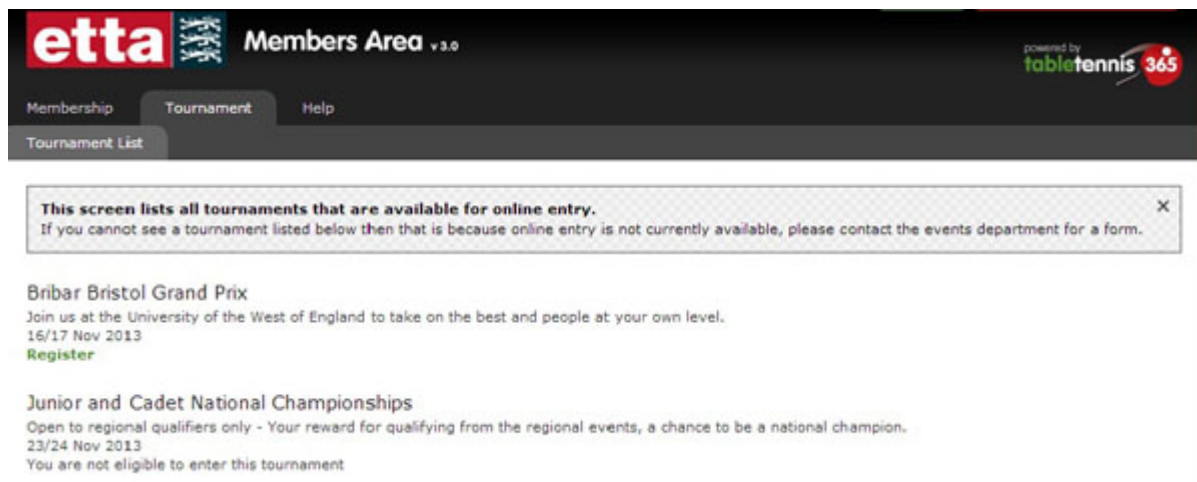 etta Members Area v 3.0
powered by
tabletennis 365
Membership Tournament Help
Tournament List
This screen lists all tournaments that are available for online entry.
If you cannot see a tournament listed below then that is because online entry is not currently available, please contact the events department for a form.
Bribar Bristol Grand Prix
Join us at the University of the West of England to take on the best and people at your own level.
16/17 Nov 2013
Register
Junior and Cadet National Championships
Open to regional qualifiers only - Your reward for qualifying from the regional events, a chance to be a national champion.
23/24 Nov 2013
You are not eligible to enter this tournament